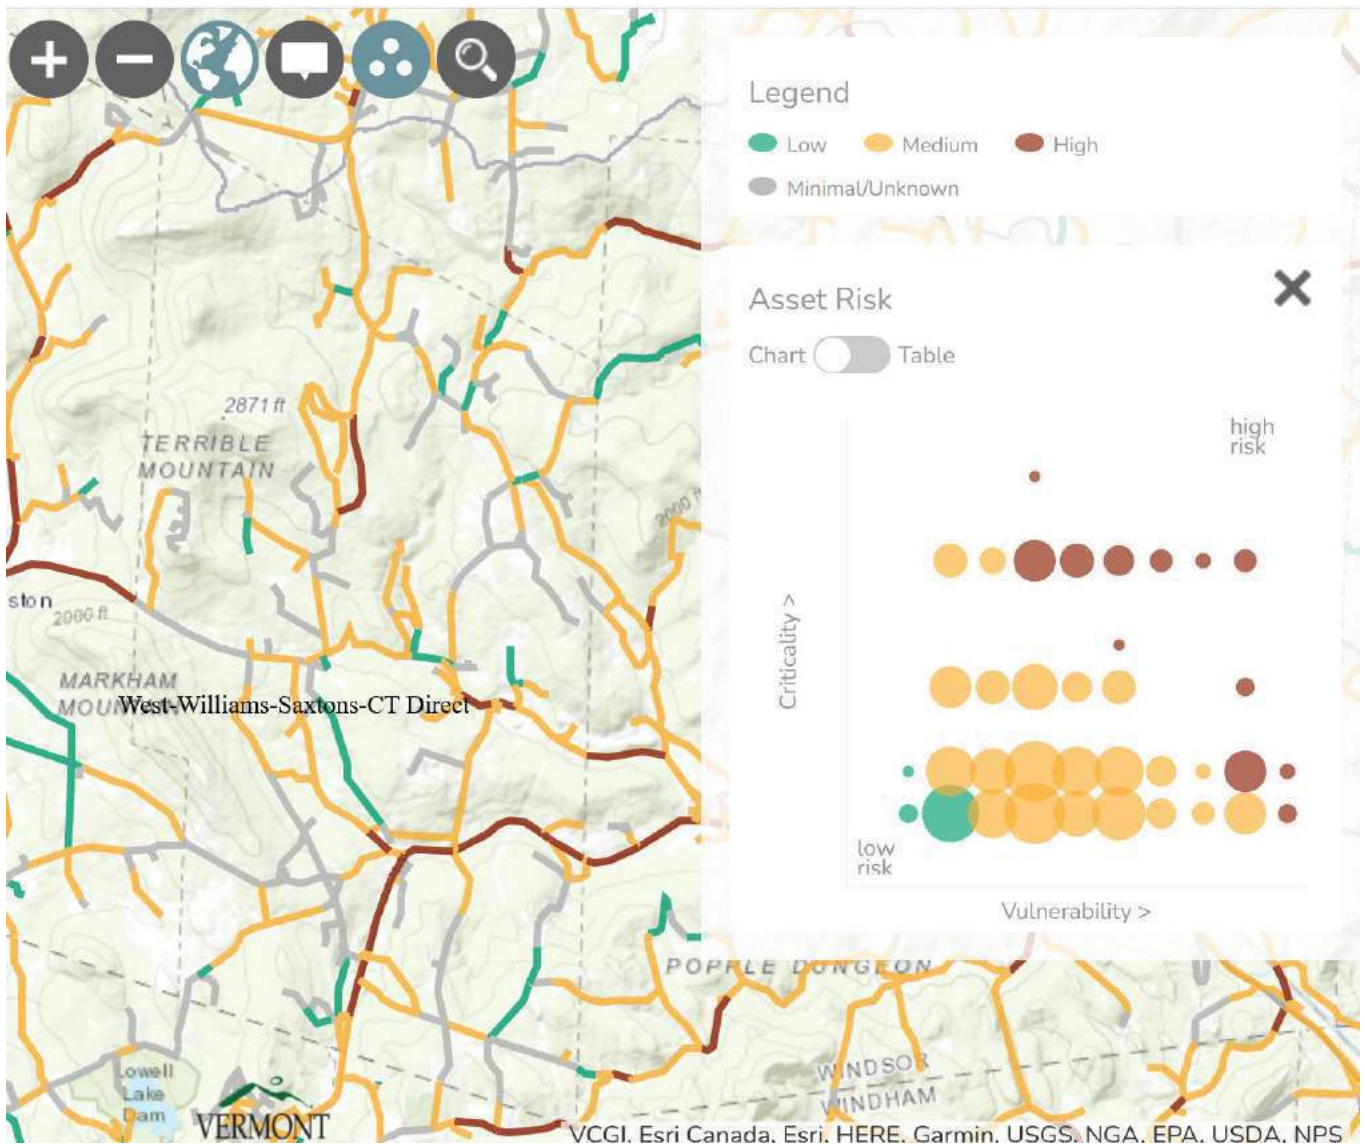 Legend
Low Medium High
Minimal/Unknown
Asset Risk
Chart Table
high
risk
Criticality >
low
risk
Vulnerability >
2871 ft
TERRIBLE
MOUNTAIN
2000 ft
ston
2000 ft
MARKHAM
West-Williams-Saxtons-CT Direct
POPPLE DUNGEON
WINDSOR
WINDHAM
Lowell
Lake
Dam
VERMONT
VCGI, Esri Canada, Esri, HERE, Garmin, USGS, NGA, EPA, USDA, NPS